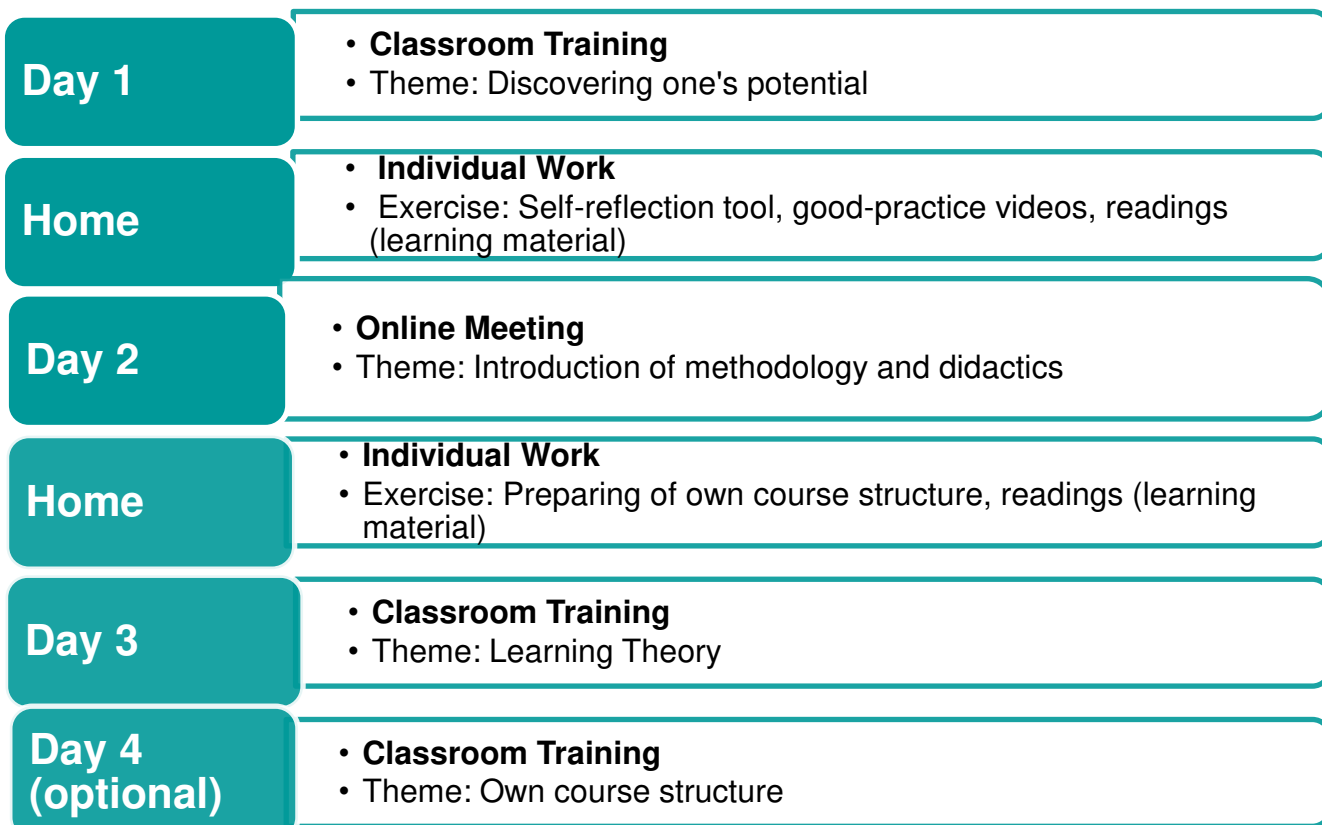 Day 1
• Classroom Training
• Theme: Discovering one's potential
Home
• Individual Work
• Exercise: Self-reflection tool, good-practice videos, readings
(learning material)
Day 2
• Online Meeting
• Theme: Introduction of methodology and didactics
Home
• Individual Work
• Exercise: Preparing of own course structure, readings (learning
material)
Day 3
• Classroom Training
• Theme: Learning Theory
Day 4
(optional)
• Classroom Training
• Theme: Own course structure